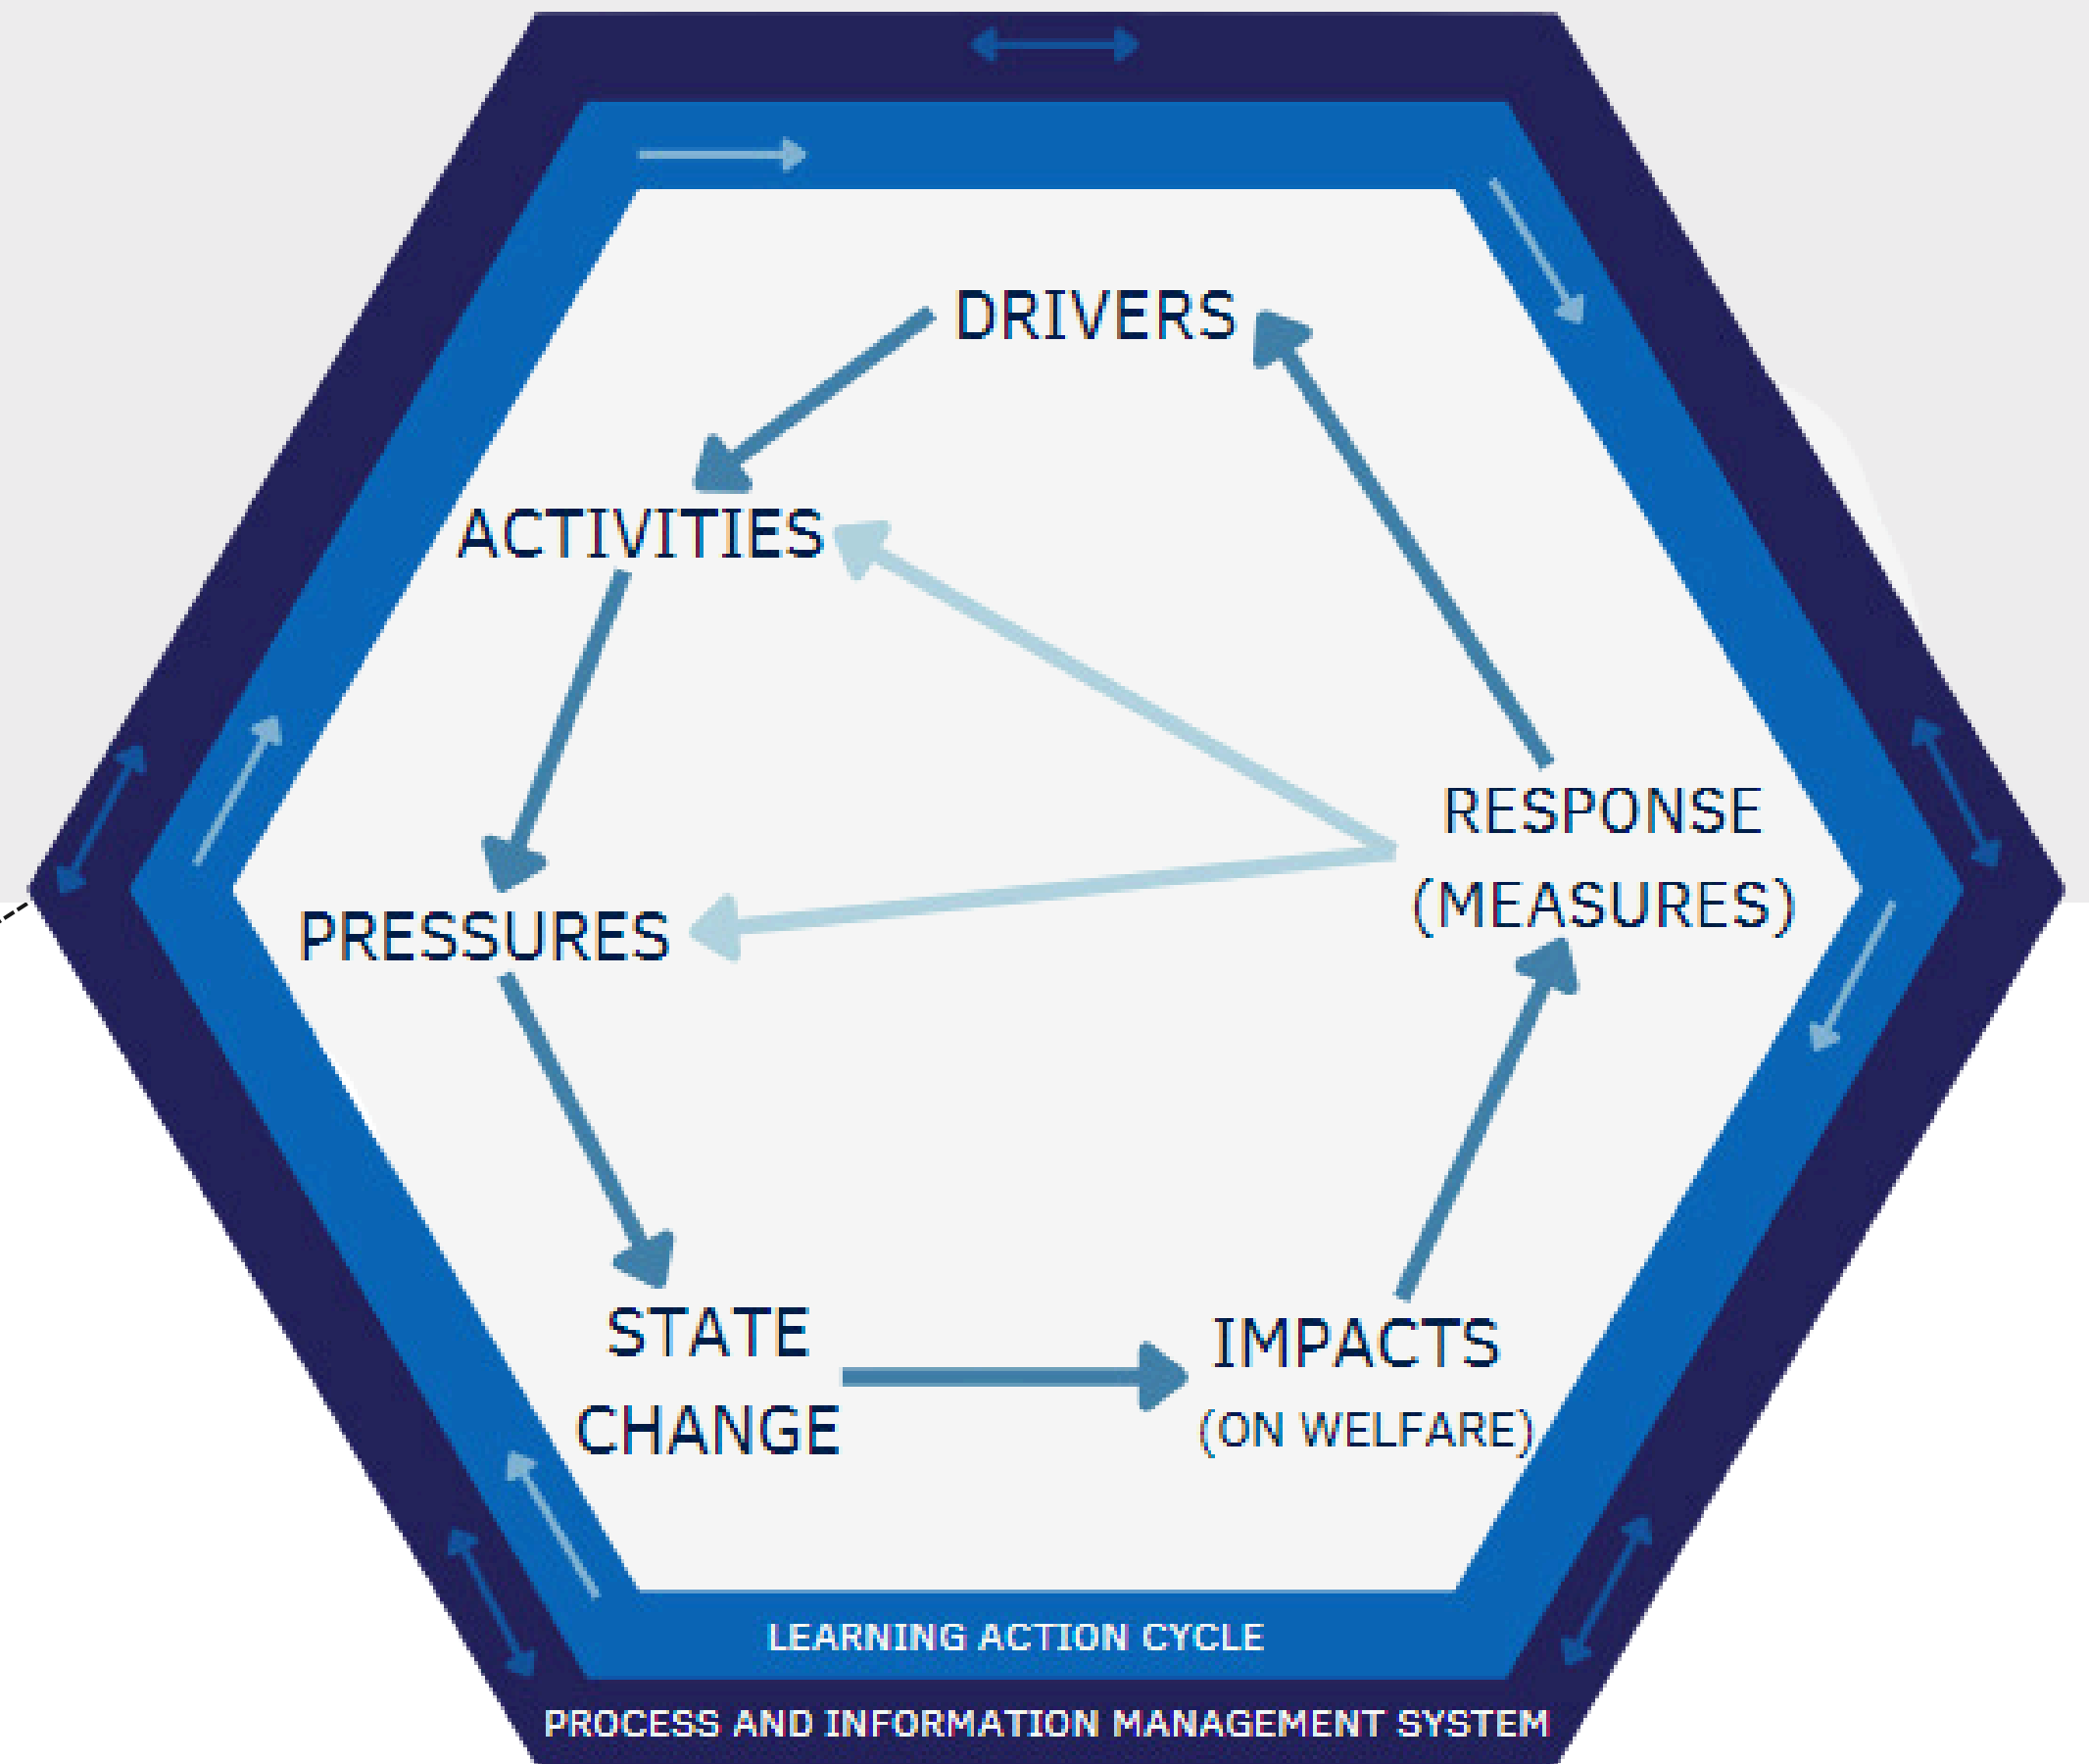 DRIVERS
ACTIVITIES
RESPONSE
(MEASURES)
PRESSURES
STATE
CHANGE
IMPACTS
(ON WELFARE)
LEARNING ACTION CYCLE
PROCESS AND INFORMATION MANAGEMENT SYSTEM